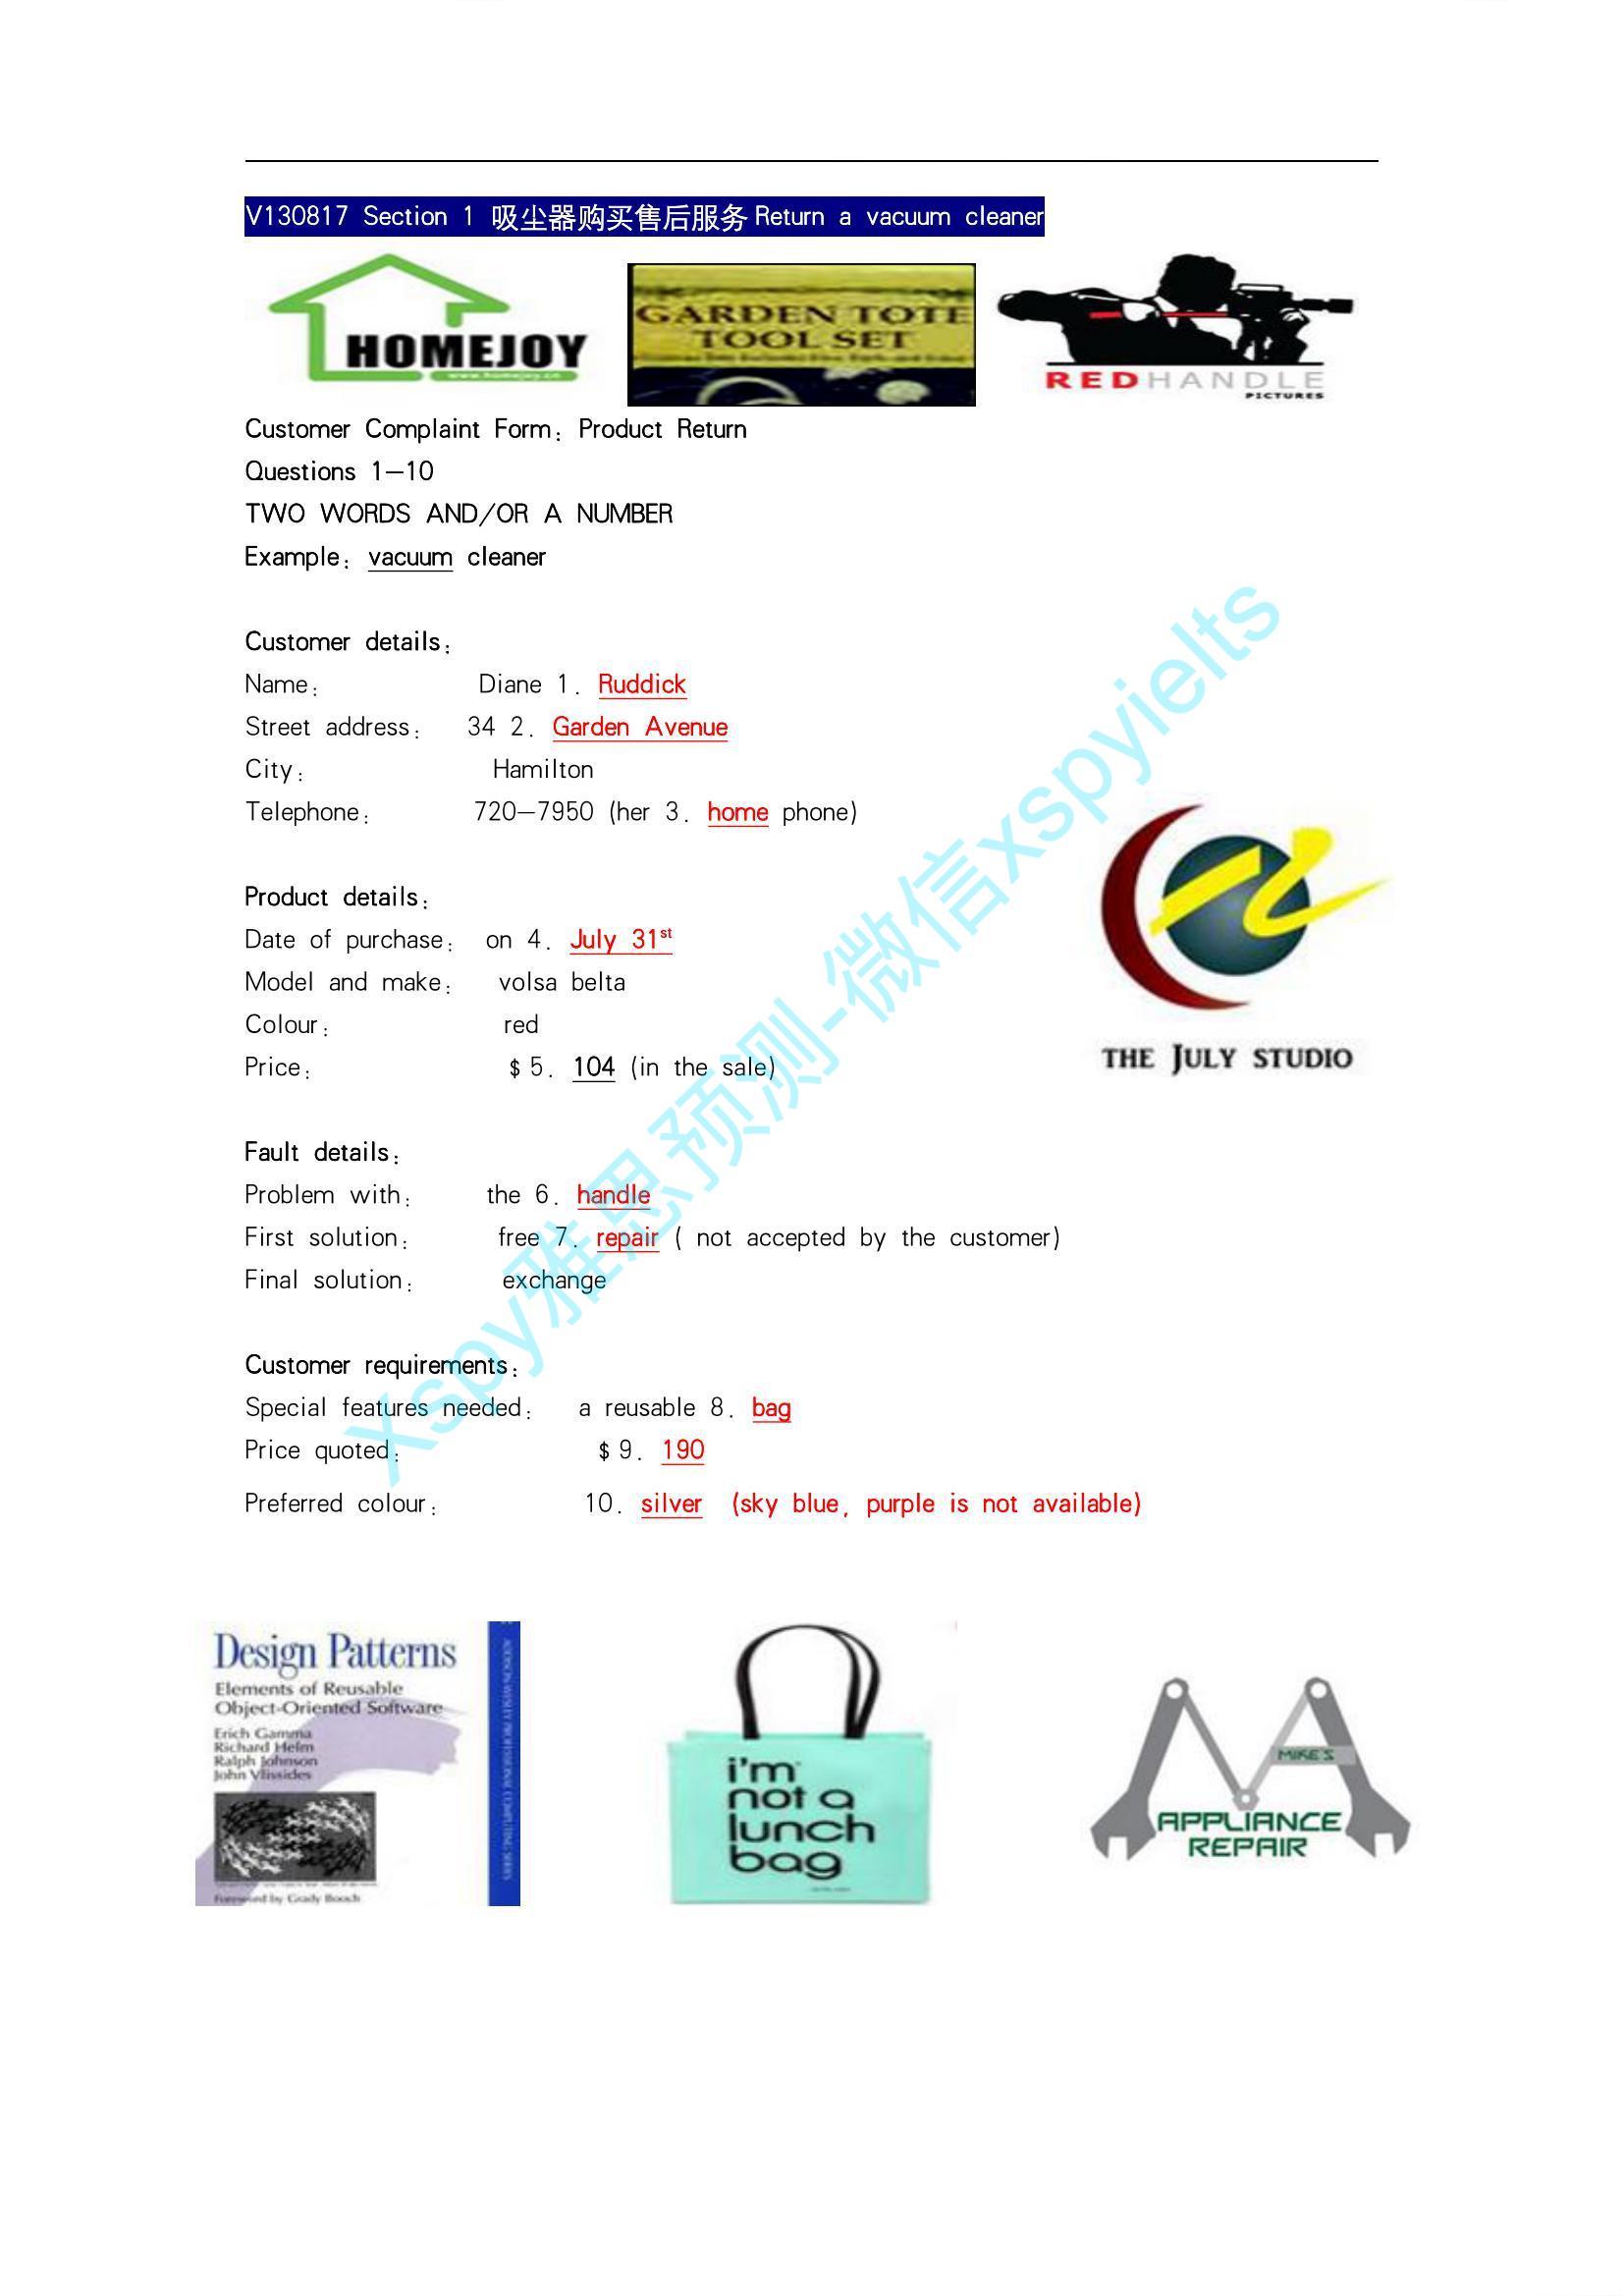 V130817 Section 1 吸尘器购买售后服务 Return a vacuum cleaner
HOMEJOY
www.homejoy.cn
GARDEN TOTE
TOOL SET
REDHANDLE
PICTURES
Customer Complaint Form: Product Return
Questions 1—10
TWO WORDS AND/OR A NUMBER
Example: vacuum cleaner
Customer details:
Name: Diane 1. Ruddick
Street address: 34 2. Garden Avenue
City: Hamilton
Telephone: 720—7950 (her 3. home phone)
Product details:
Date of purchase: on 4. July 31st
Model and make: volsa belta
Colour: red
Price: $ 5. 104 (in the sale)
THE JULY STUDIO
Fault details:
Problem with: the 6. handle
First solution: free 7. repair ( not accepted by the customer)
Final solution: exchange
Customer requirements:
Special features needed: a reusable 8. bag
Price quoted: $ 9. 190
Preferred colour: 10. silver (sky blue, purple is not available)
Xspy雅思预测-微信xspyielts
Design Patterns
Elements of Reusable
Object-Oriented Software
Erich Gamma
Richard Helm
Ralph Johnson
John Vlissides
Foreword by Grady Booch
ADDISON-WESLEY PROFESSIONAL COMPUTING SERIES
i'm
not a
lunch
bag
MIKE'S
APPLIANCE
REPAIR